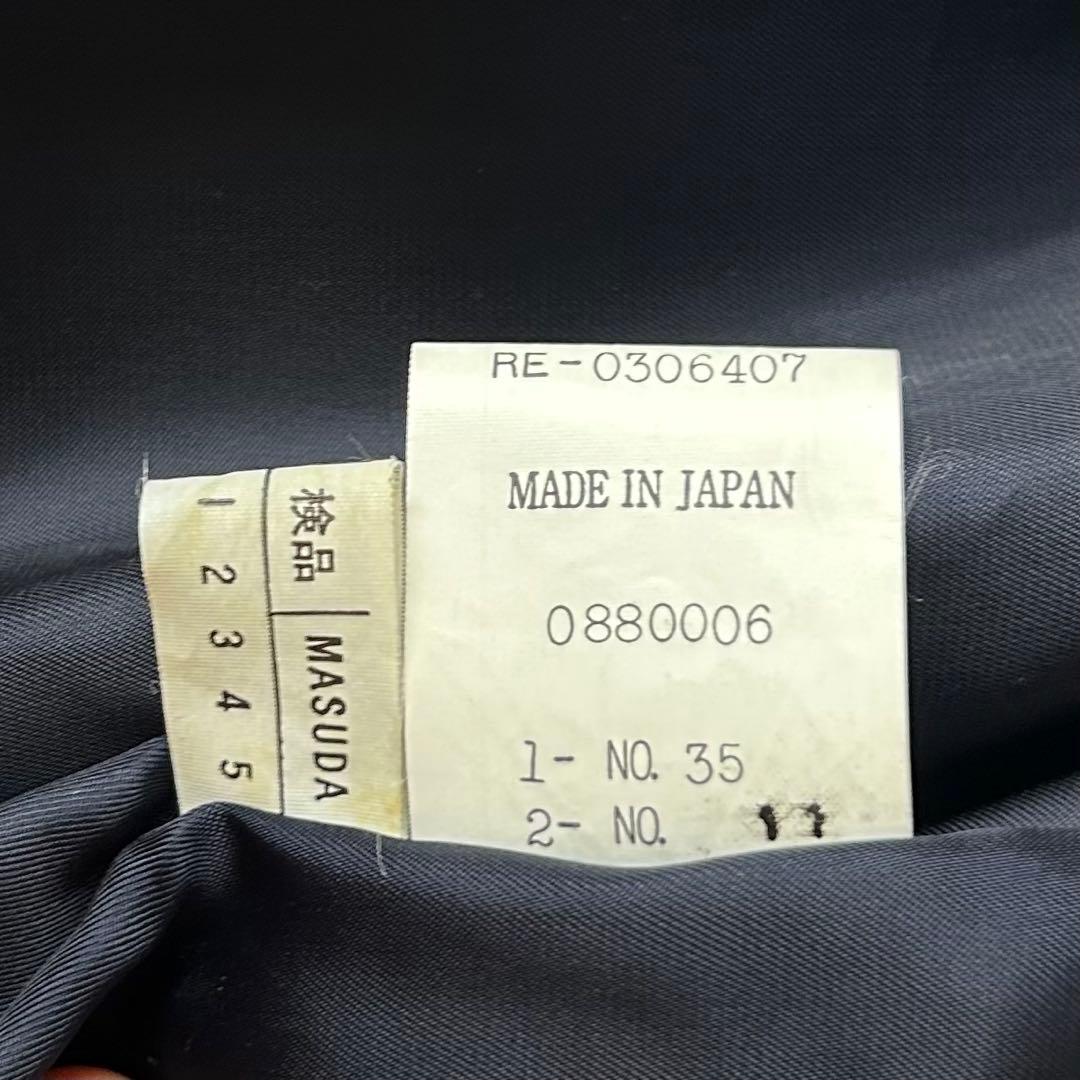 RE-0306407
MADE IN JAPAN
0880006
1- NO. 35
2- NO. 11
検品 MASUDA
1 2 3 4 5